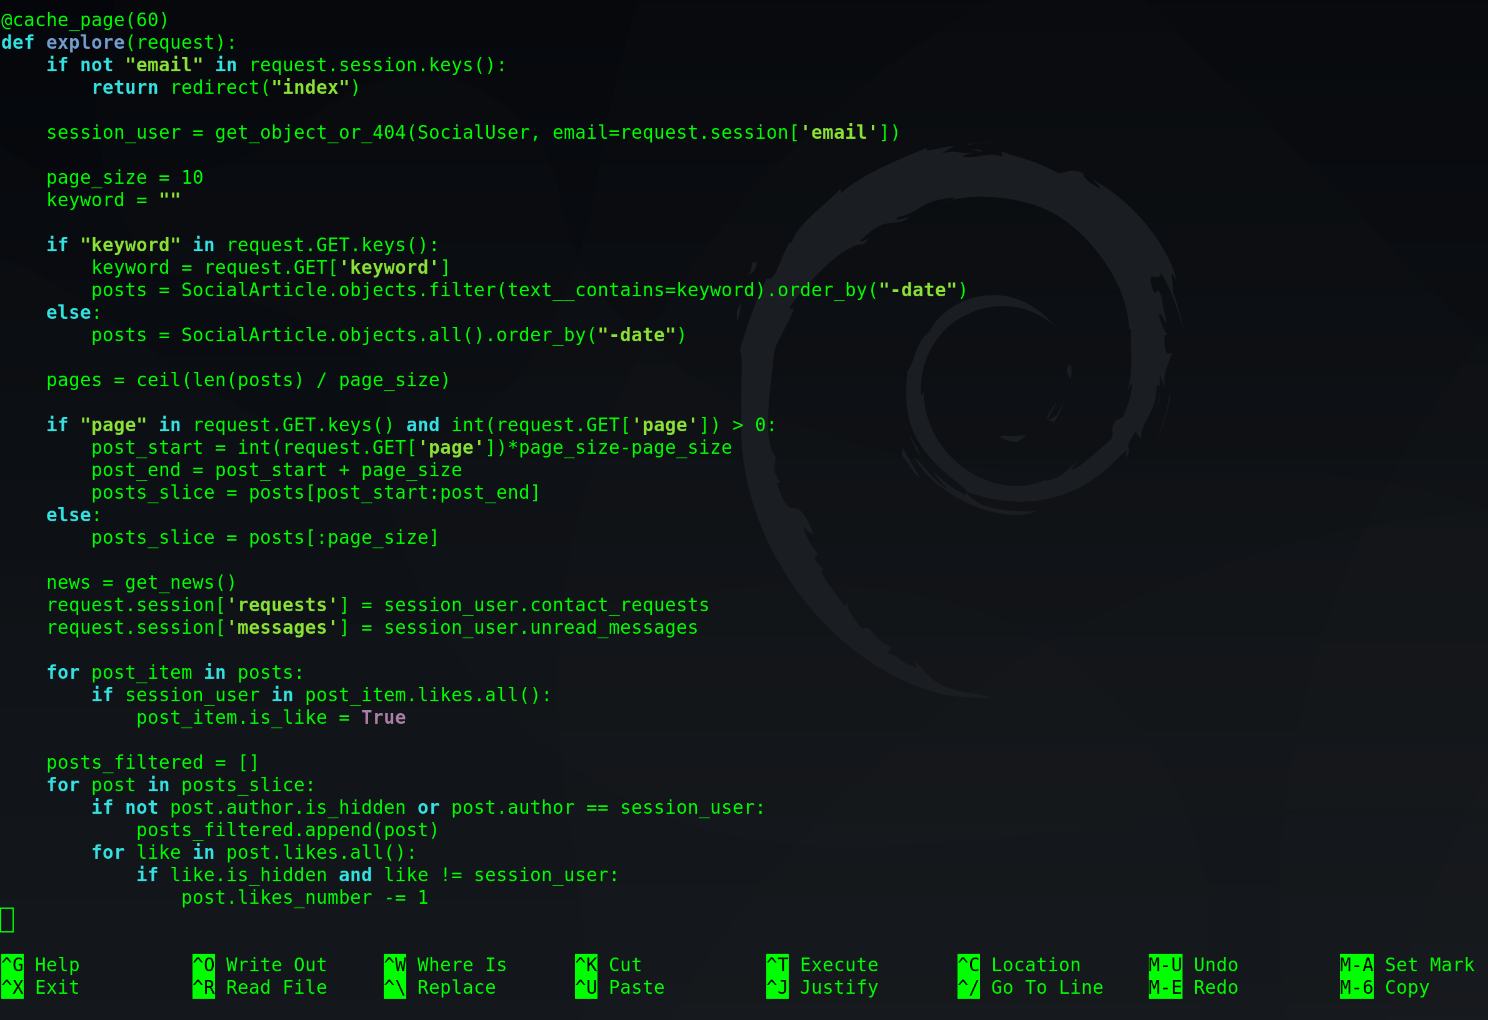 @cache_page(60)
def explore(request):
    if not "email" in request.session.keys():
        return redirect("index")

    session_user = get_object_or_404(SocialUser, email=request.session['email'])

    page_size = 10
    keyword = ""

    if "keyword" in request.GET.keys():
        keyword = request.GET['keyword']
        posts = SocialArticle.objects.filter(text__contains=keyword).order_by("-date")
    else:
        posts = SocialArticle.objects.all().order_by("-date")

    pages = ceil(len(posts) / page_size)

    if "page" in request.GET.keys() and int(request.GET['page']) > 0:
        post_start = int(request.GET['page'])*page_size-page_size
        post_end = post_start + page_size
        posts_slice = posts[post_start:post_end]
    else:
        posts_slice = posts[:page_size]

    news = get_news()
    request.session['requests'] = session_user.contact_requests
    request.session['messages'] = session_user.unread_messages

    for post_item in posts:
        if session_user in post_item.likes.all():
            post_item.is_like = True

    posts_filtered = []
    for post in posts_slice:
        if not post.author.is_hidden or post.author == session_user:
            posts_filtered.append(post)
        for like in post.likes.all():
            if like.is_hidden and like != session_user:
                post.likes_number -= 1

^G Help ^O Write Out ^W Where Is ^K Cut ^T Execute ^C Location M-U Undo M-A Set Mark
^X Exit ^R Read File ^\ Replace ^U Paste ^J Justify ^/ Go To Line M-E Redo M-6 Copy